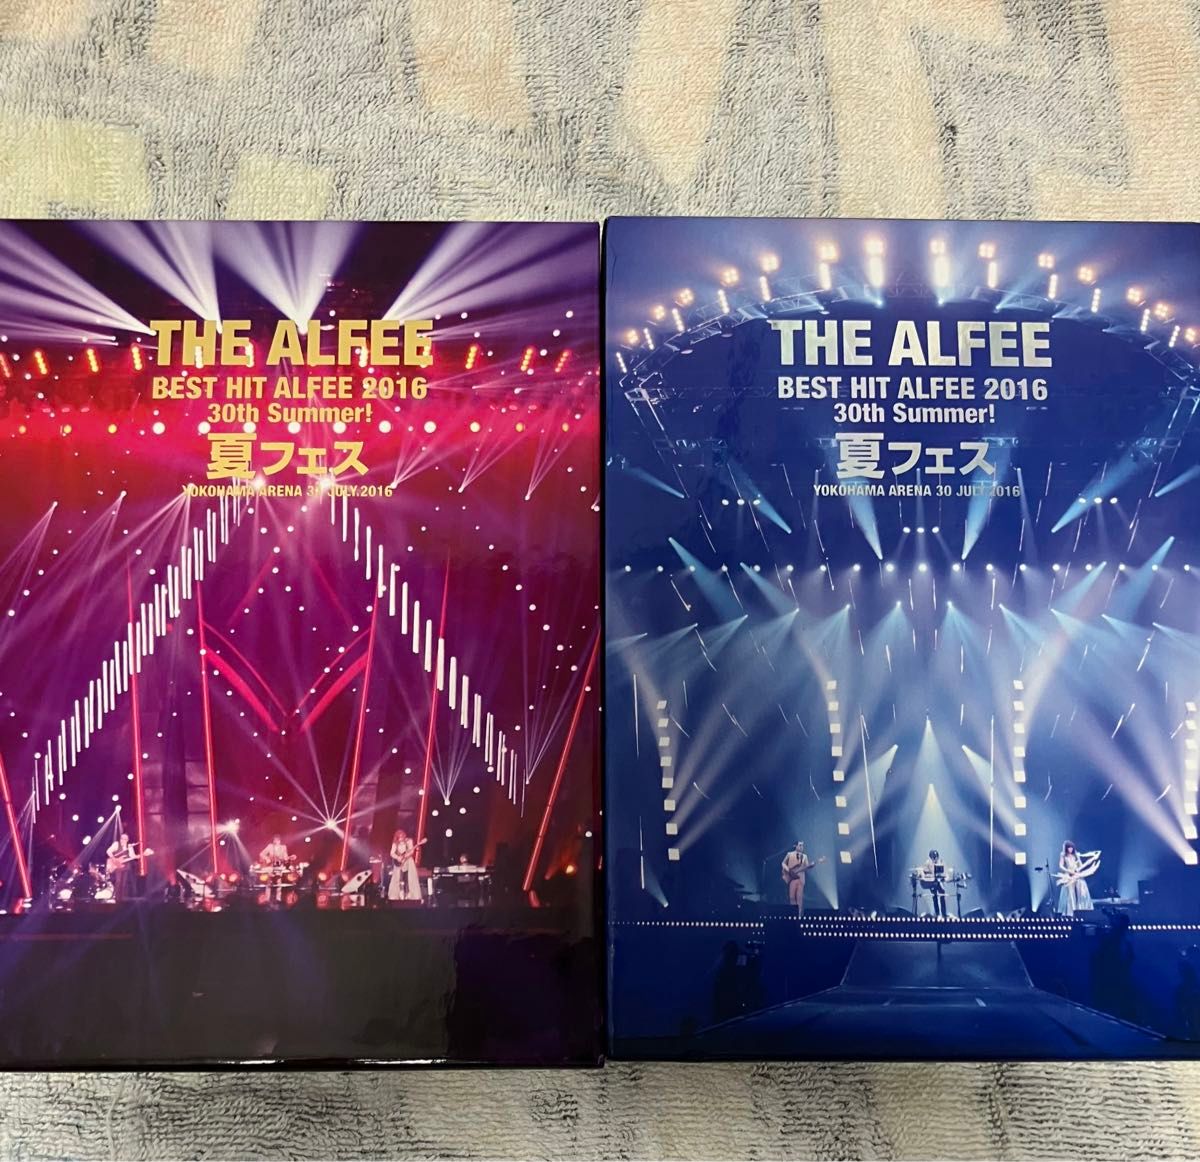 THE ALFEE
BEST HIT ALFEE 2016
30th Summer!
夏フェス
YOKOHAMA ARENA 30 JULY.2016
THE ALFEE
BEST HIT ALFEE 2016
30th Summer!
夏フェス
YOKOHAMA ARENA 30 JULY.2016